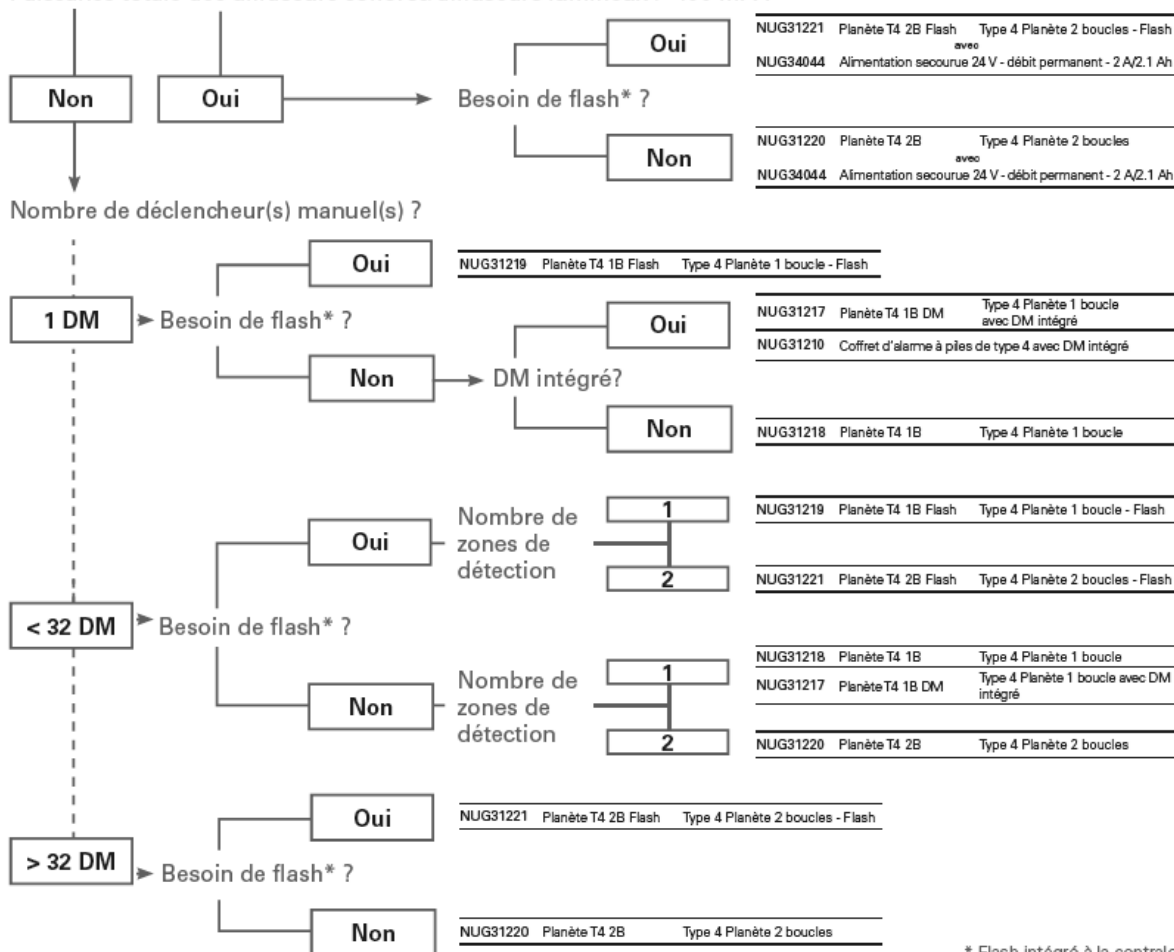 Oui
NUG31221 Planète T4 2B Flash Type 4 Planète 2 boucles - Flash
avec
NUG34044 Alimentation secourue 24 V - débit permanent - 2 A/2.1 Ah
Non
Oui
Besoin de flash* ?
Non
NUG31220 Planète T4 2B Type 4 Planète 2 boucles
avec
NUG34044 Alimentation secourue 24 V - débit permanent - 2 A/2.1 Ah
Nombre de déclencheur(s) manuel(s) ?
Oui
NUG31219 Planète T4 1B Flash Type 4 Planète 1 boucle - Flash
1 DM
Besoin de flash* ?
Oui
NUG31217 Planète T4 1B DM Type 4 Planète 1 boucle
avec DM intégré
NUG31210 Coffret d'alarme à piles de type 4 avec DM intégré
Non
DM intégré?
Non
NUG31218 Planète T4 1B Type 4 Planète 1 boucle
Oui
Nombre de
zones de
détection
1
NUG31219 Planète T4 1B Flash Type 4 Planète 1 boucle - Flash
2
NUG31221 Planète T4 2B Flash Type 4 Planète 2 boucles - Flash
< 32 DM
Besoin de flash* ?
Non
Nombre de
zones de
détection
1
NUG31218 Planète T4 1B Type 4 Planète 1 boucle
NUG31217 Planète T4 1B DM Type 4 Planète 1 boucle avec DM
intégré
2
NUG31220 Planète T4 2B Type 4 Planète 2 boucles
Oui
NUG31221 Planète T4 2B Flash Type 4 Planète 2 boucles - Flash
> 32 DM
Besoin de flash* ?
Non
NUG31220 Planète T4 2B Type 4 Planète 2 boucles
* Flash intégré à la centrale